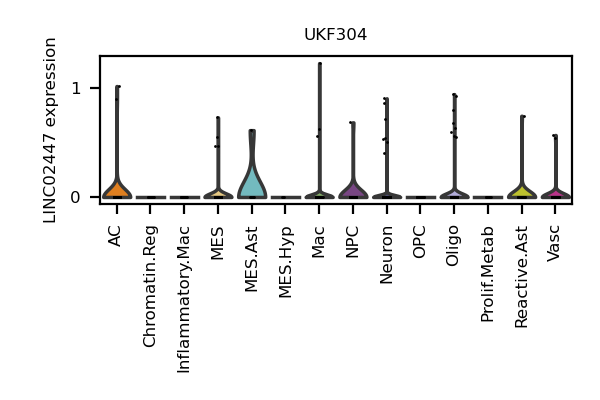 UKF304
LINC02447 expression
1
0
AC
Chromatin.Reg
Inflammatory.Mac
MES
MES.Ast
MES.Hyp
Mac
NPC
Neuron
OPC
Oligo
Prolif.Metab
Reactive.Ast
Vasc